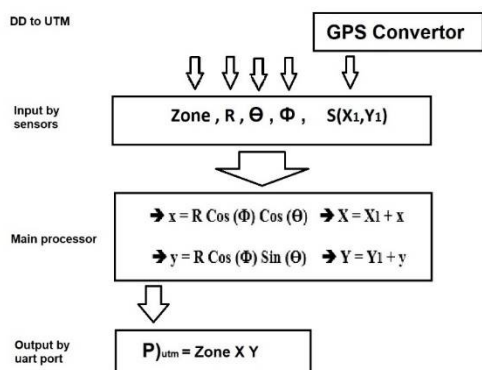 DD to UTM
GPS Convertor
Input by
sensors
Zone , R , Θ , Φ , S(X₁,Y₁)
Main processor
➔ x = R Cos (Φ) Cos (Θ) ➔ X = X₁ + x
➔ y = R Cos (Φ) Sin (Θ) ➔ Y = Y₁ + y
Output by
uart port
P)utm = Zone X Y